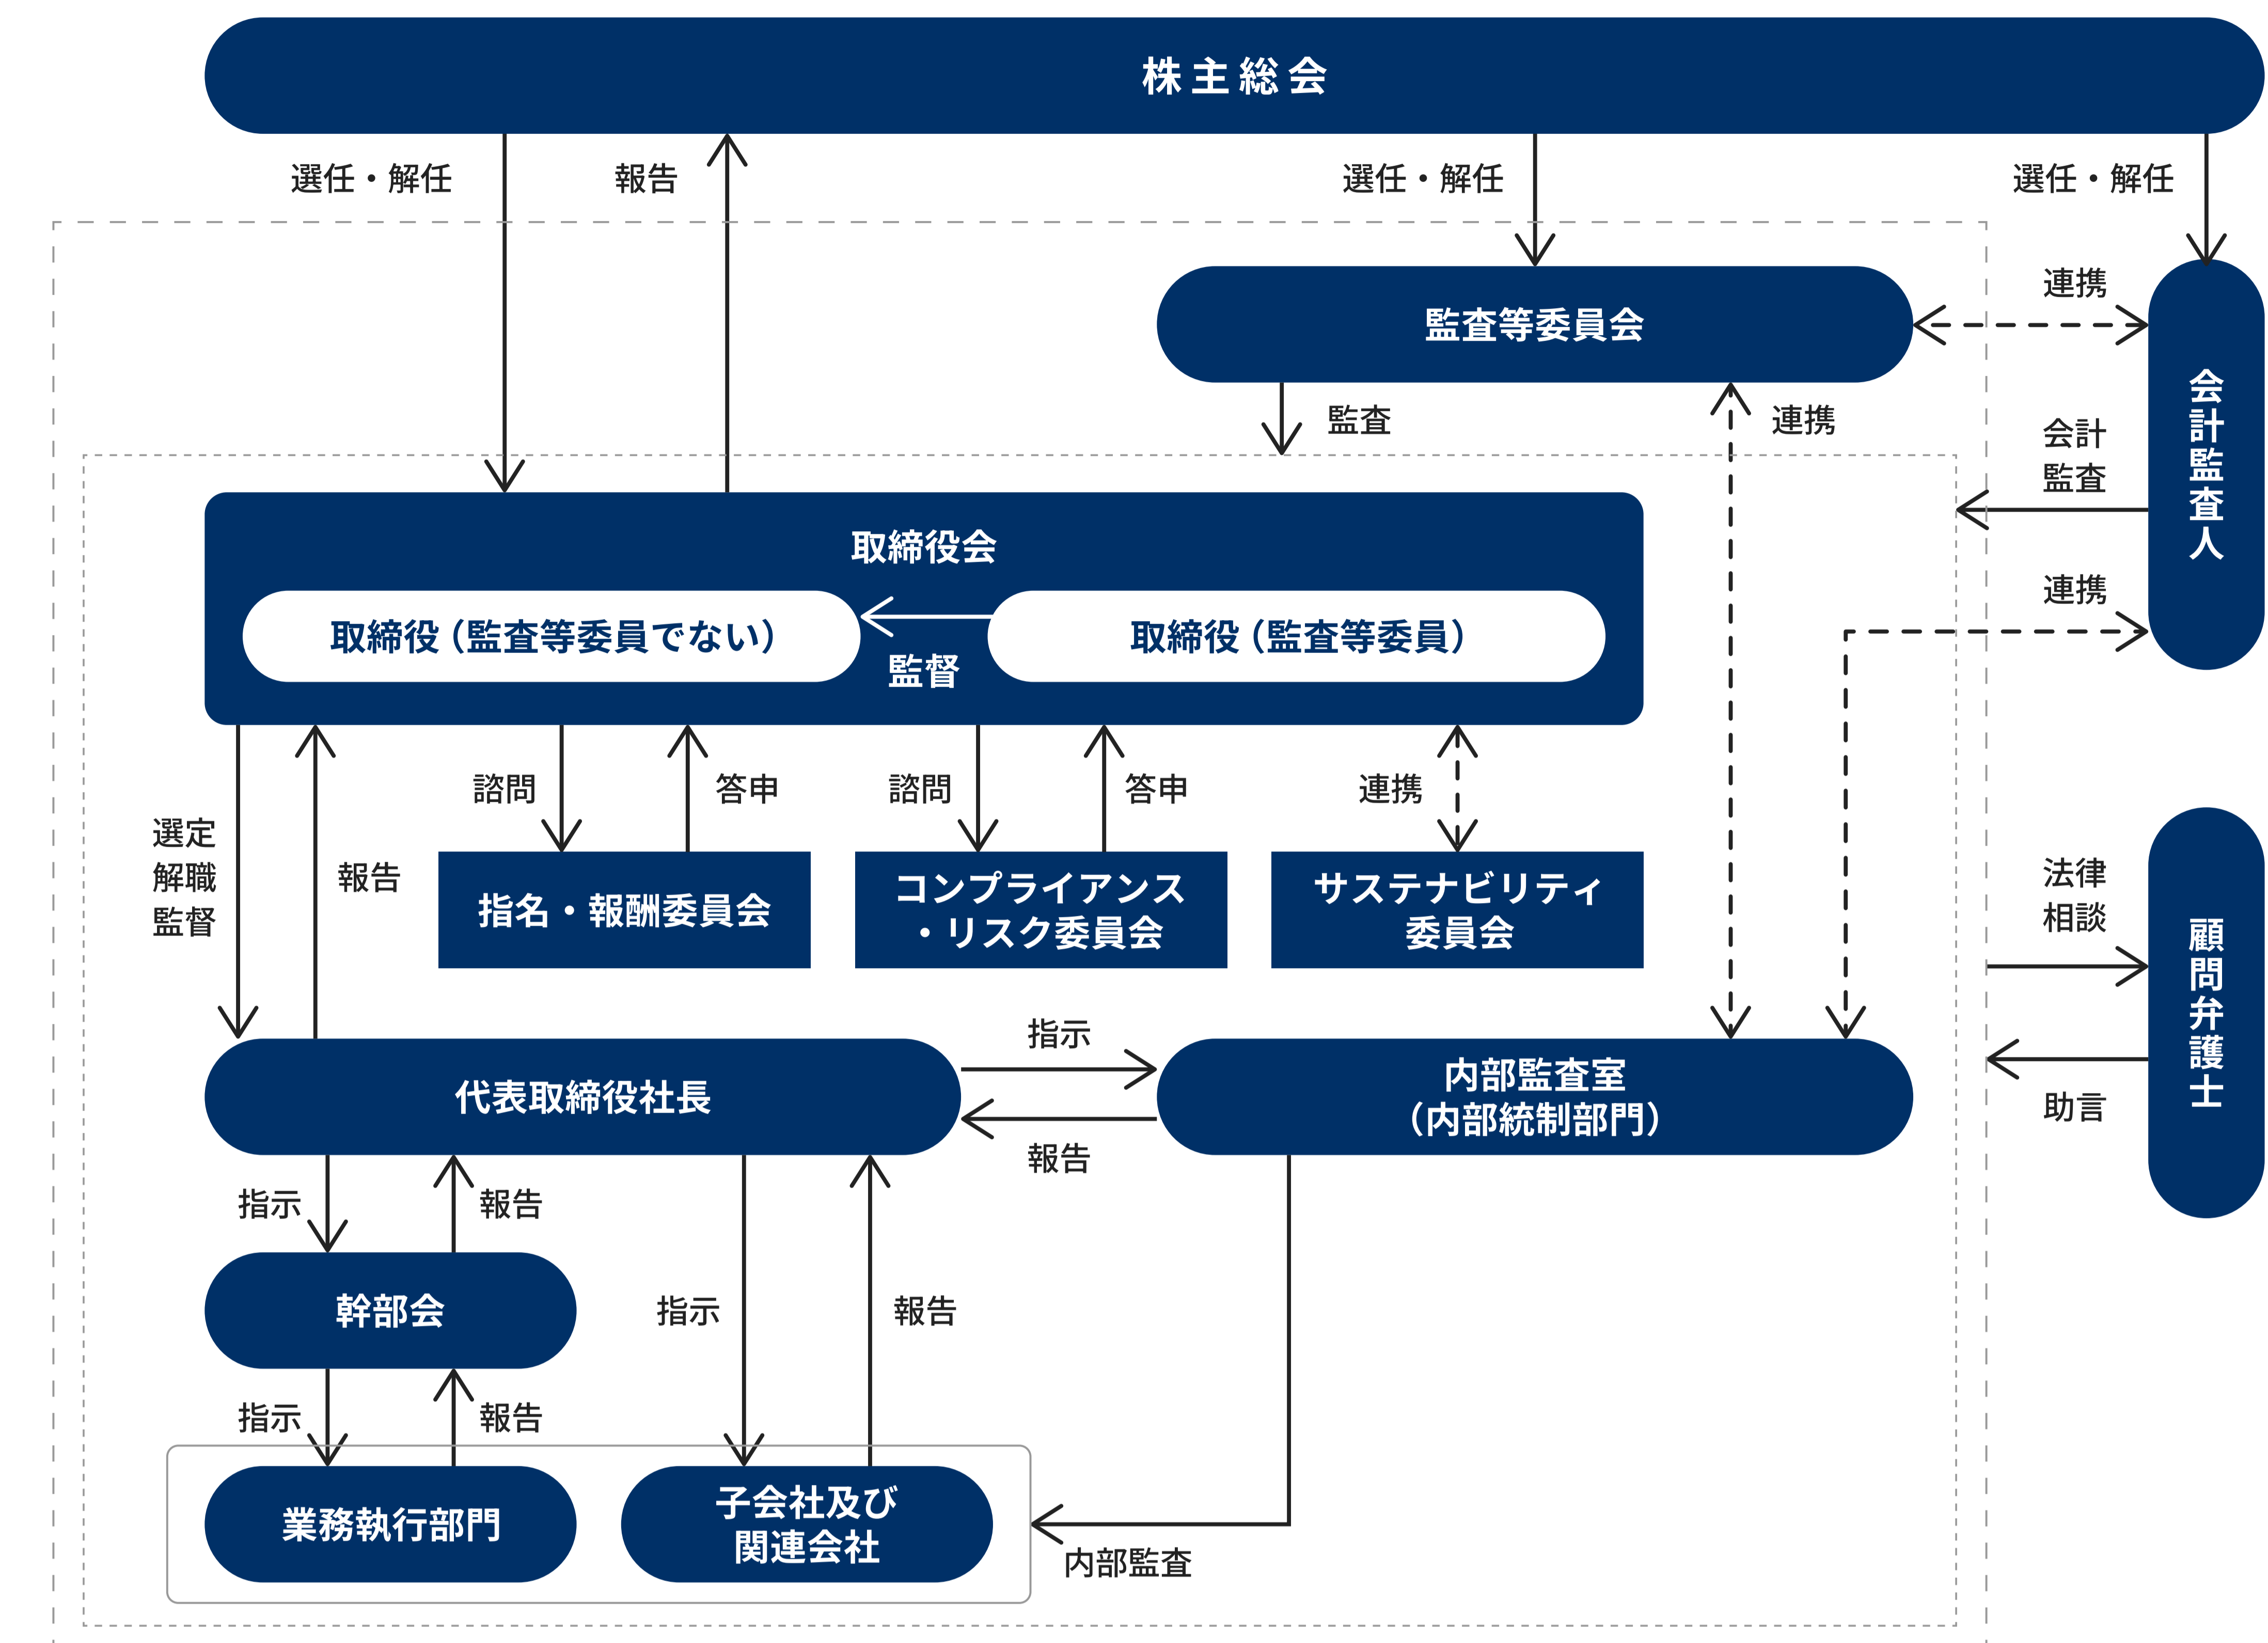 株主総会
選任・解任
報告
選任・解任
選任・解任
監査等委員会
連携
会計監査人
監査
連携
会計
監査
連携
取締役会
取締役（監査等委員でない）
監督
取締役（監査等委員）
諮問
答申
諮問
答申
連携
選定
解職
監督
報告
指名・報酬委員会
コンプライアンス
・リスク委員会
サステナビリティ
委員会
法律
相談
顧問弁護士
助言
指示
代表取締役社長
内部監査室
（内部統制部門）
報告
指示
報告
幹部会
指示
報告
指示
報告
業務執行部門
子会社及び
関連会社
内部監査